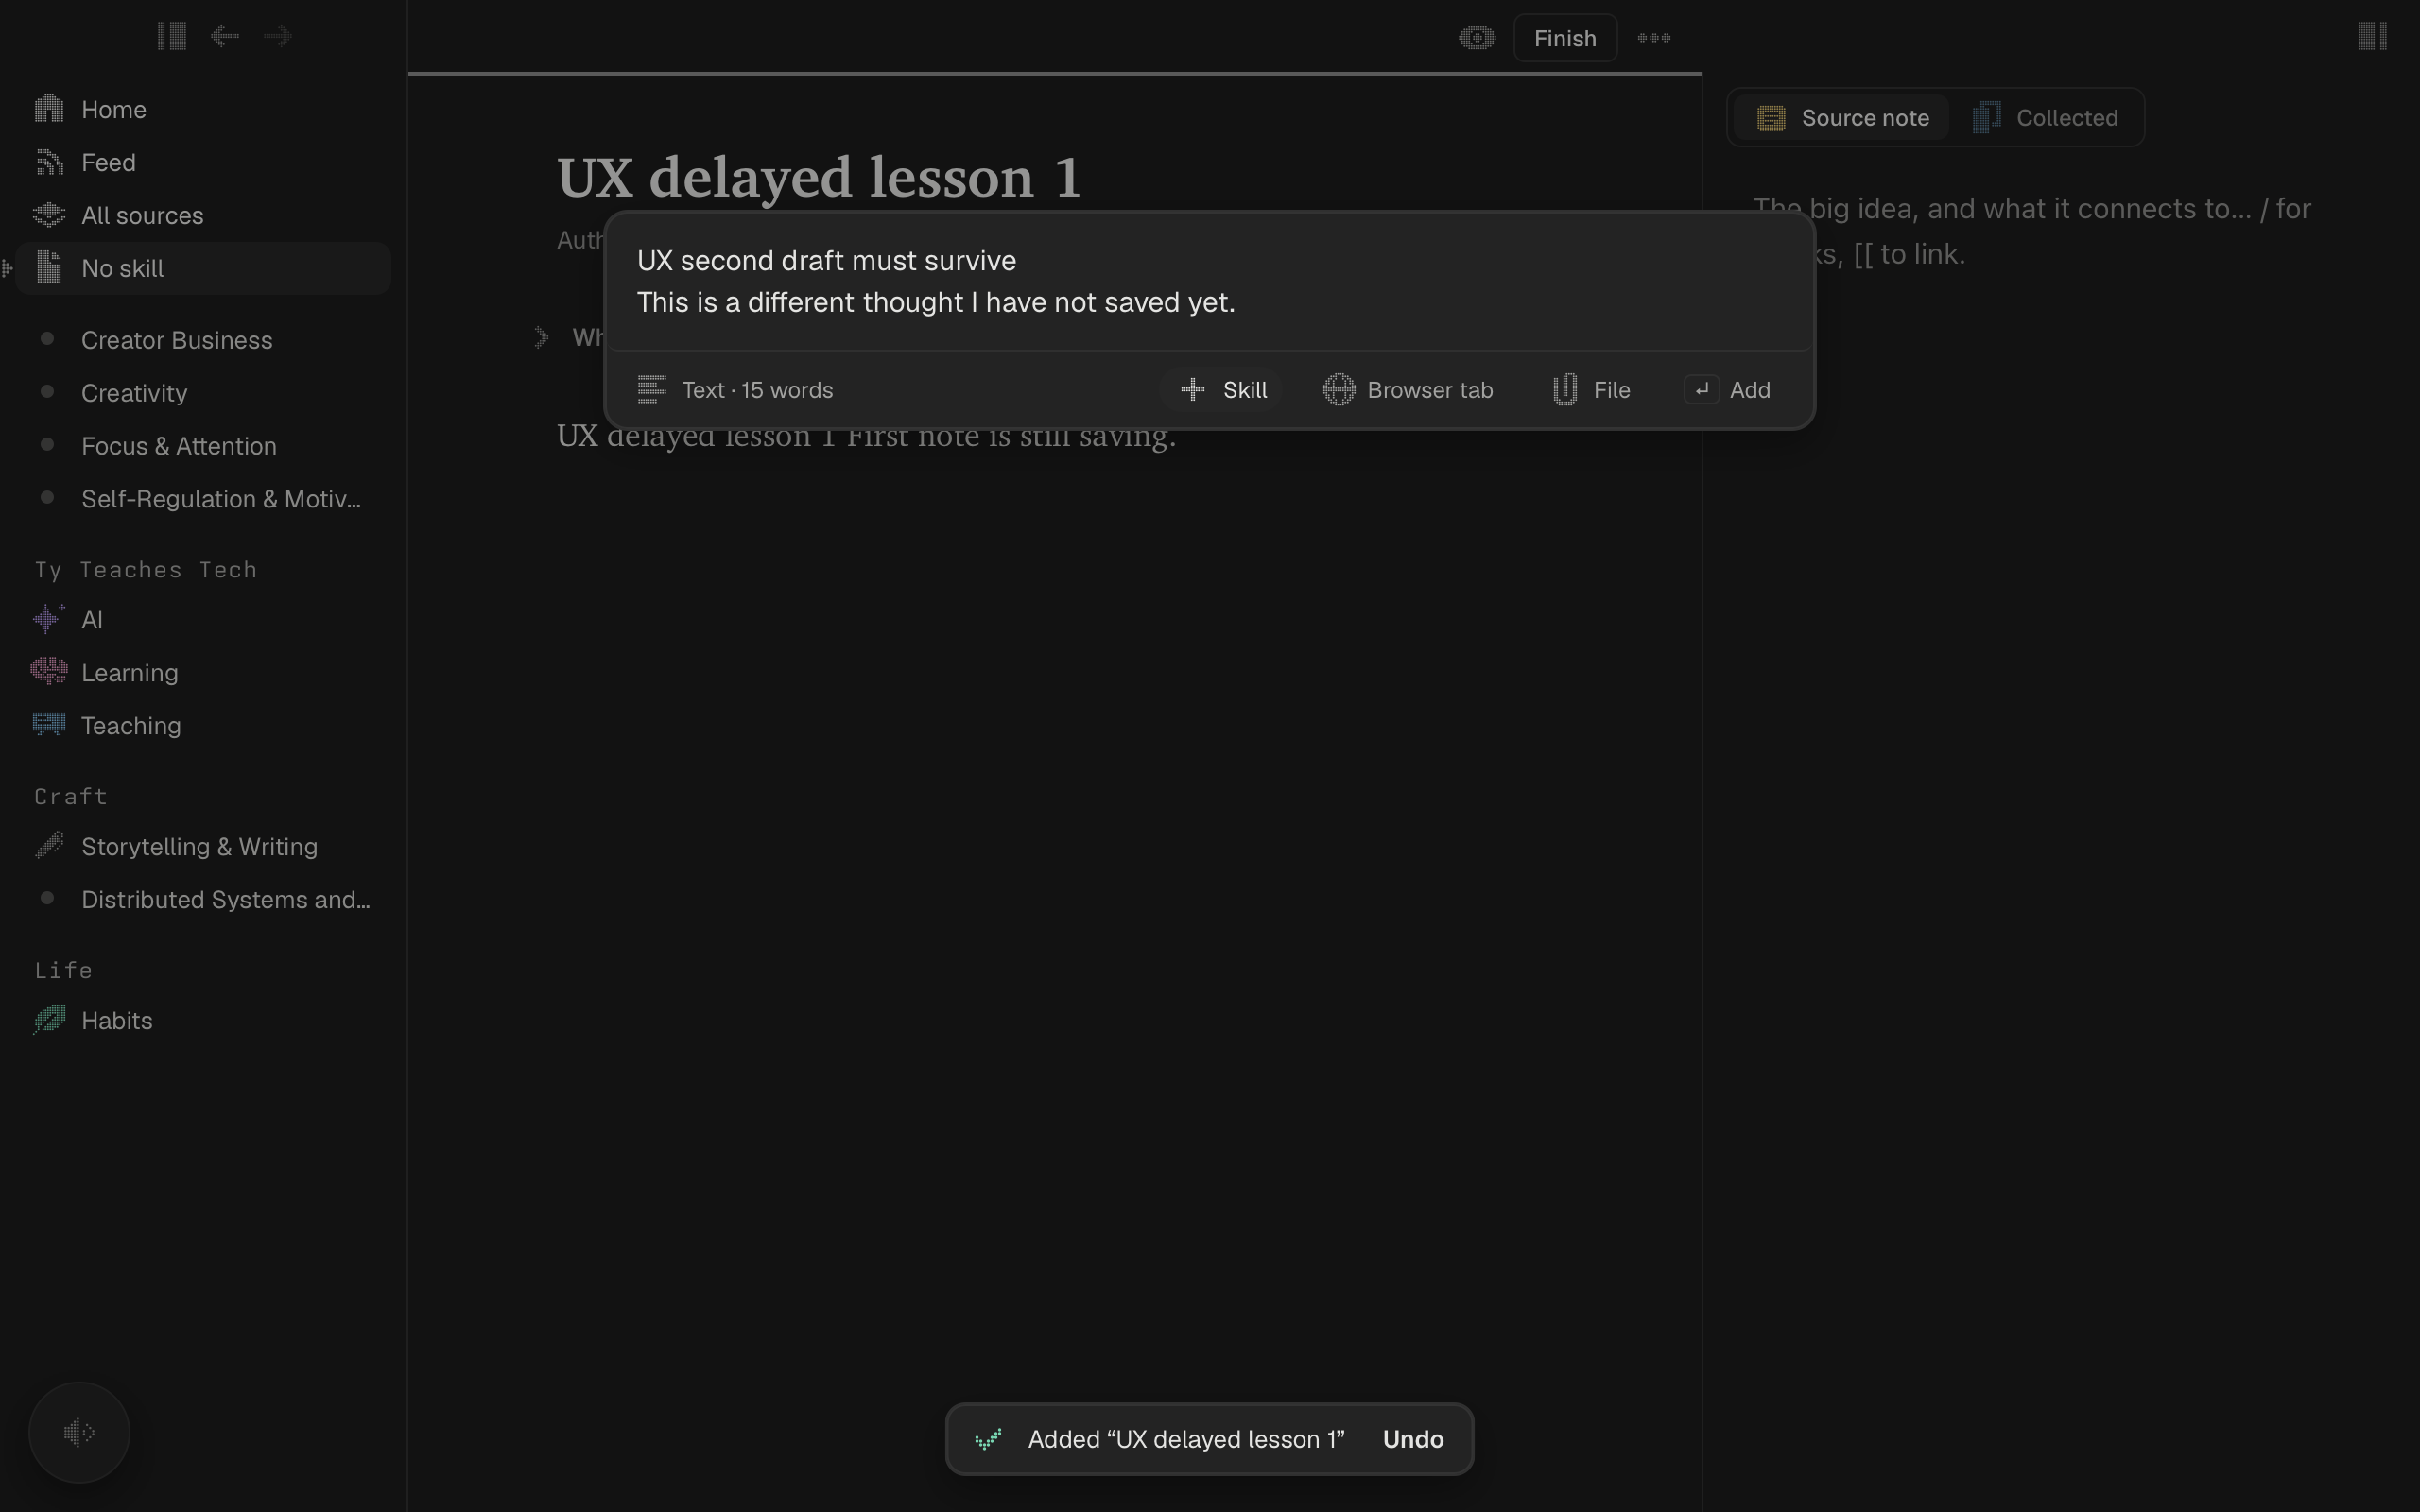 Finish
Home
Feed
All sources
No skill
Creator Business
Creativity
Focus & Attention
Self-Regulation & Motiv...
Ty Teaches Tech
AI
Learning
Teaching
Craft
Storytelling & Writing
Distributed Systems and...
Life
Habits
UX delayed lesson 1
Auth
Wh
UX second draft must survive
This is a different thought I have not saved yet.
Text · 15 words
Skill
Browser tab
File
Add
UX delayed lesson 1 First note is still saving.
Source note
Collected
The big idea, and what it connects to... / for
ks, [[ to link.
Added “UX delayed lesson 1”
Undo